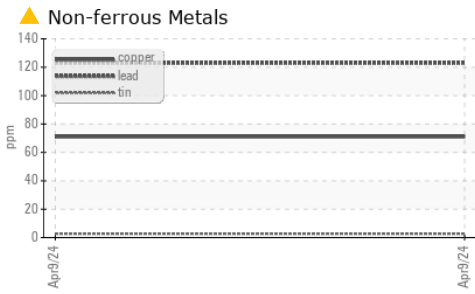 Non-ferrous Metals
140
120
100
80
60
40
20
0
ppm
copper
lead
tin
Apr9/24
Apr9/24